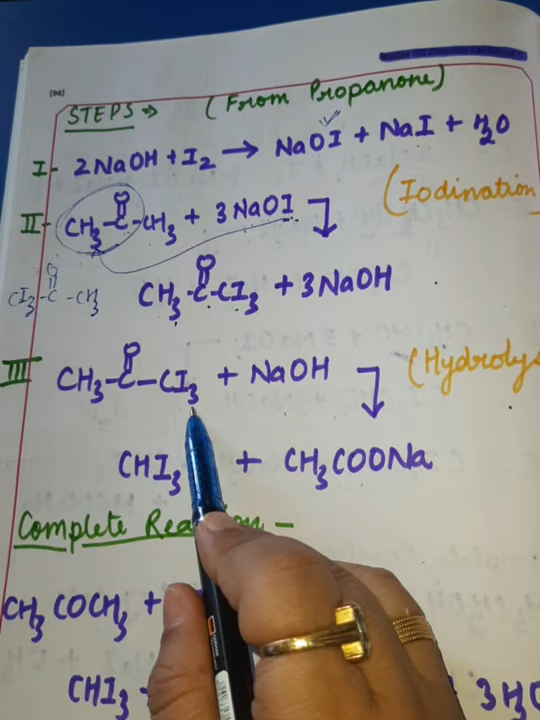 [96]
STEPS → (From Propanone)
I- 2NaOH + I₂ → NaOI + NaI + H₂O
(Iodination
O
II- CH₃-C-CH₃ + 3NaOI
O
CI₃-C-CH₃
O
CH₃-C-CI₃ + 3NaOH
O
III CH₃-C-CI₃ + NaOH (Hydrolys
CHI₃ + CH₃COONa
Complete Rea n -
CH₃COCH₃ +
CHI₃ 3H₂O